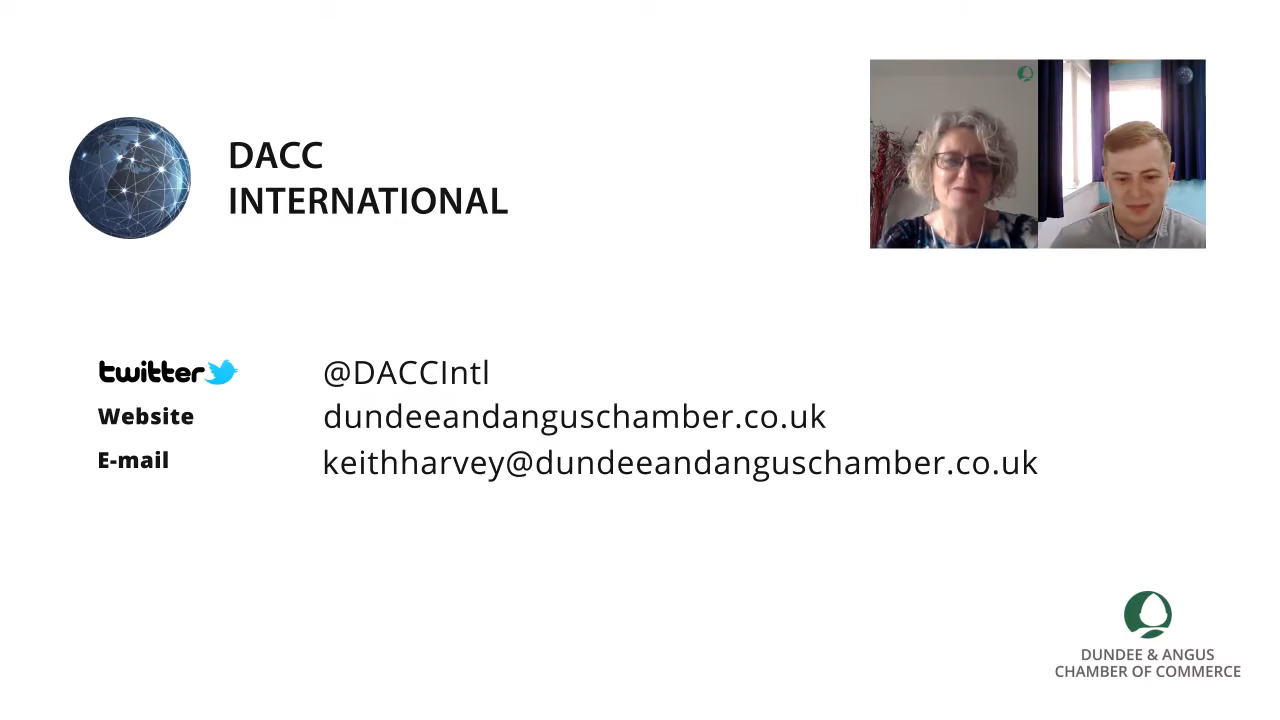 DACC
INTERNATIONAL
twitter @DACCIntl
Website dundeeandanguschamber.co.uk
E-mail keithharvey@dundeeandanguschamber.co.uk
DUNDEE & ANGUS
CHAMBER OF COMMERCE